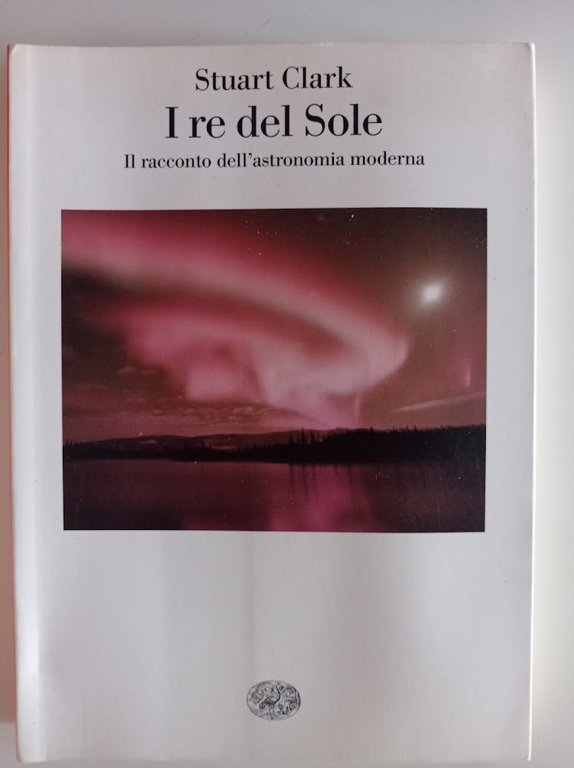 Stuart Clark
I re del Sole
Il racconto dell'astronomia moderna